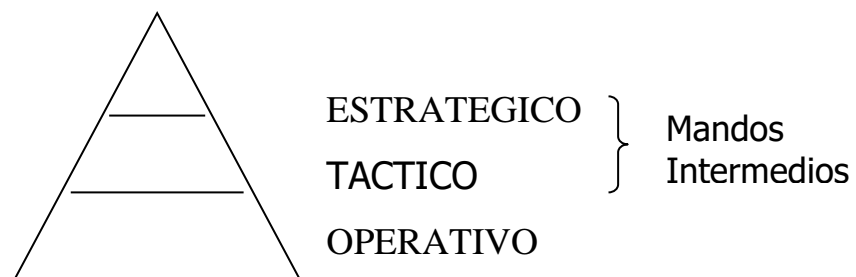 ESTRATEGICO
TACTICO
OPERATIVO
Mandos
Intermedios